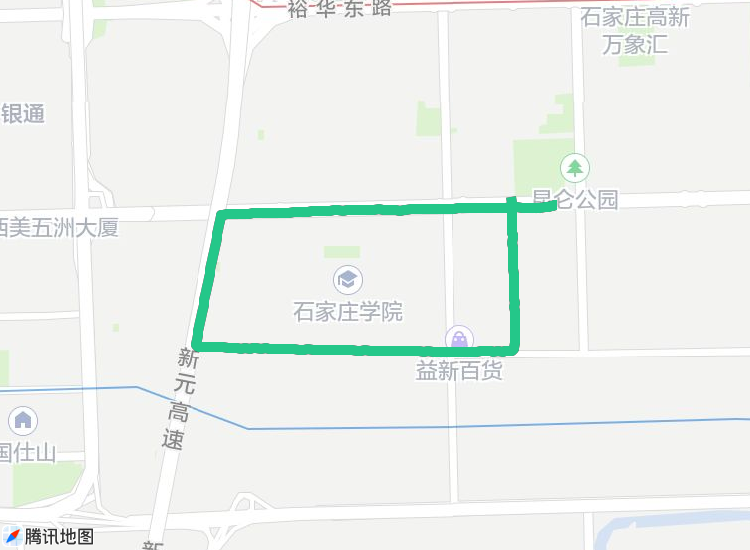 裕华东路
石家庄高新
万象汇
银通
昆仑公园
西美五洲大厦
石家庄学院
益新百货
新元高速
国仕山
新
腾讯地图